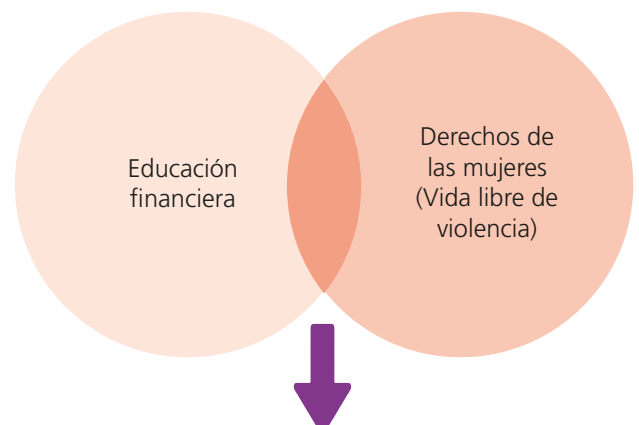 Educación
financiera
Derechos de
las mujeres
(Vida libre de
violencia)